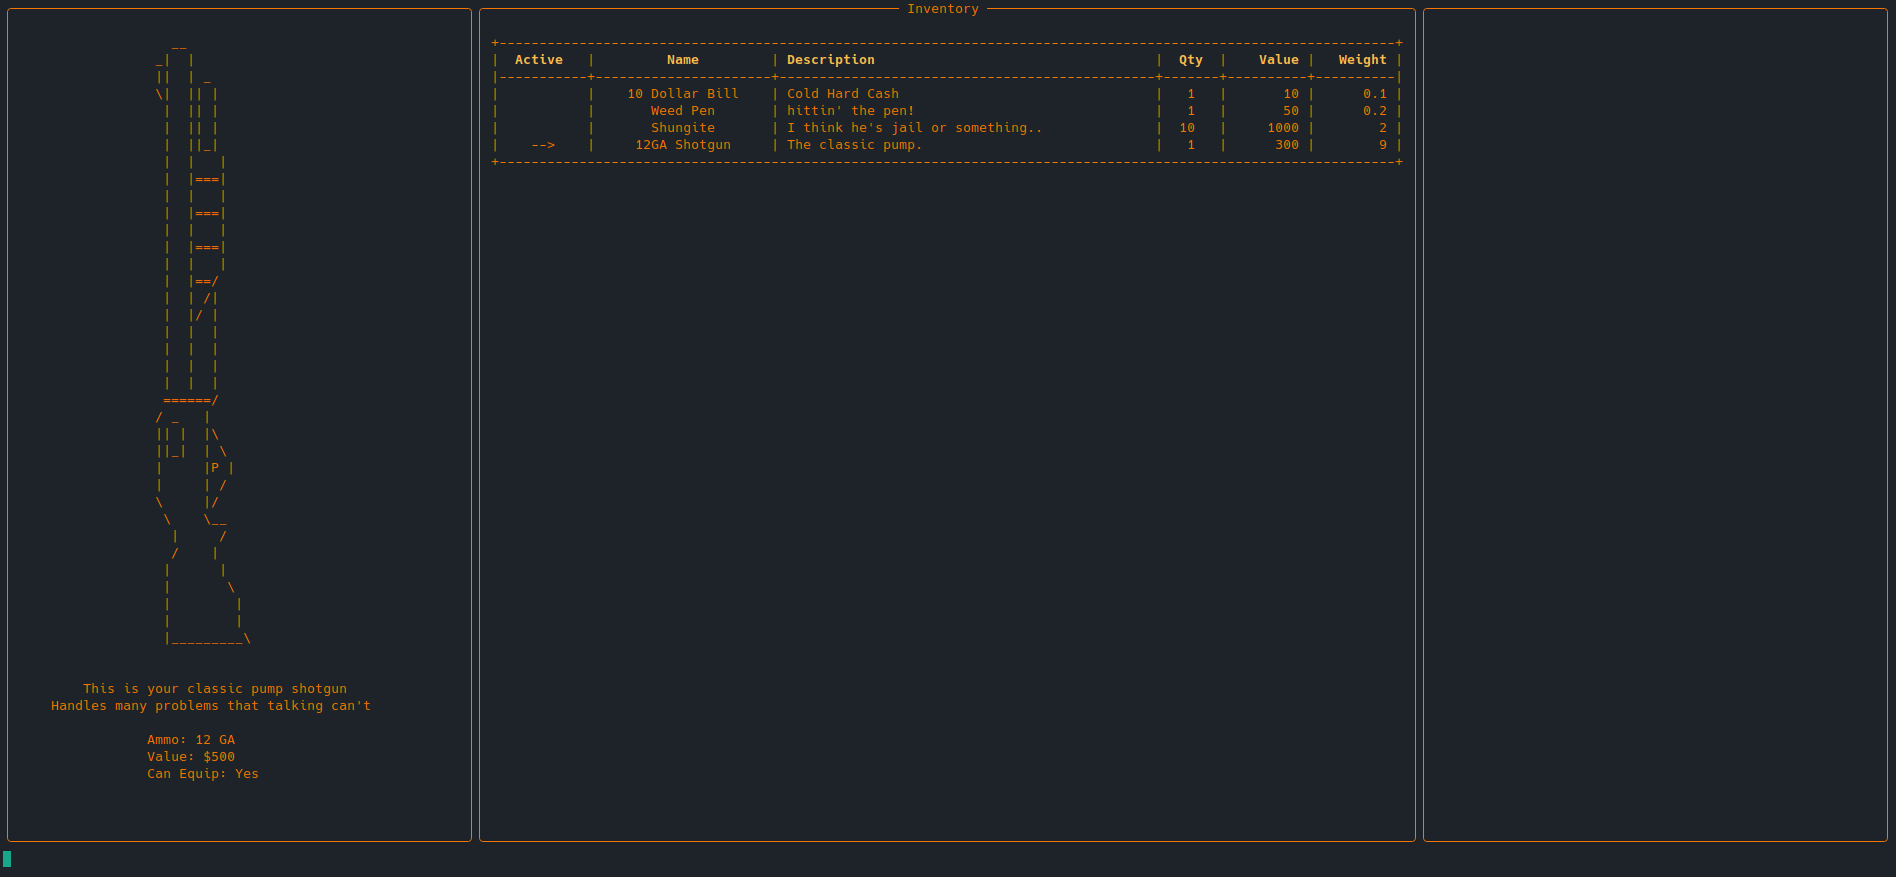 Inventory
Active Name Description Qty Value Weight
10 Dollar Bill Cold Hard Cash 1 10 0.1
Weed Pen hittin' the pen! 1 50 0.2
Shungite I think he's jail or something.. 10 1000 2
--> 12GA Shotgun The classic pump. 1 300 9
P
This is your classic pump shotgun
Handles many problems that talking can't
Ammo: 12 GA
Value: $500
Can Equip: Yes